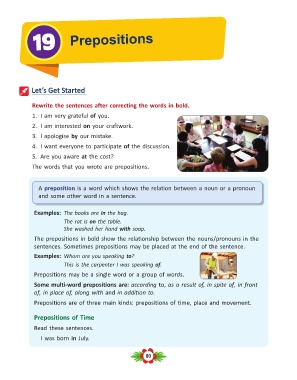 19 Prepositions
Let's Get Started
Rewrite the sentences after correcting the words in bold.
1. I am very grateful of you.
2. I am interested on your craftwork.
3. I apologise by our mistake.
4. I want everyone to participate of the discussion.
5. Are you aware at the cost?
The words that you wrote are prepositions.
A preposition is a word which shows the relation between a noun or a pronoun
and some other word in a sentence.
Examples: The books are in the bag.
The rat is on the table.
She washed her hand with soap.
The prepositions in bold show the relationship between the nouns/pronouns in the
sentences. Sometimes prepositions may be placed at the end of the sentence.
Examples: Whom are you speaking to?
This is the carpenter I was speaking of.
Prepositions may be a single word or a group of words.
Some multi-word prepositions are: according to, as a result of, in spite of, in front
of, in place of, along with and in addition to.
Prepositions are of three main kinds: prepositions of time, place and movement.
Prepositions of Time
Read these sentences.
I was born in July.
80